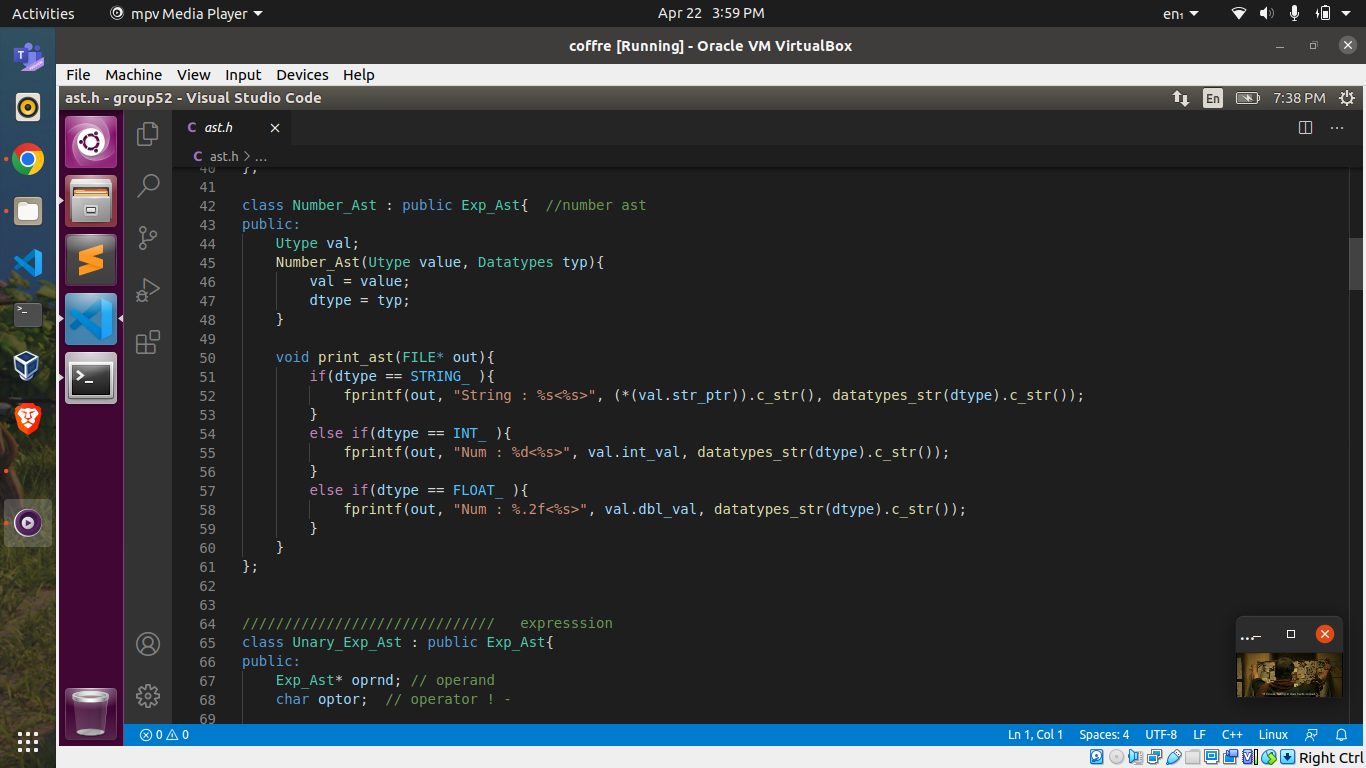 Activities mpv Media Player Apr 22 3:59 PM en₁
coffre [Running] - Oracle VM VirtualBox
File Machine View Input Devices Help
ast.h - group52 - Visual Studio Code En 7:38 PM
C ast.h
C ast.h > ...
40 };
41
42 class Number_Ast : public Exp_Ast{ //number ast
43 public:
44 Utype val;
45 Number_Ast(Utype value, Datatypes typ){
46 val = value;
47 dtype = typ;
48 }
49
50 void print_ast(FILE* out){
51 if(dtype == STRING_ ){
52 fprintf(out, "String : %s<%s>", (*(val.str_ptr)).c_str(), datatypes_str(dtype).c_str());
53 }
54 else if(dtype == INT_ ){
55 fprintf(out, "Num : %d<%s>", val.int_val, datatypes_str(dtype).c_str());
56 }
57 else if(dtype == FLOAT_ ){
58 fprintf(out, "Num : %.2f<%s>", val.dbl_val, datatypes_str(dtype).c_str());
59 }
60 }
61 };
62
63
64 ////////////////////////////// expresssion
65 class Unary_Exp_Ast : public Exp_Ast{
66 public:
67 Exp_Ast* oprnd; // operand
68 char optor; // operator ! -
69
0 0 Ln 1, Col 1 Spaces: 4 UTF-8 LF C++ Linux
Right Ctrl